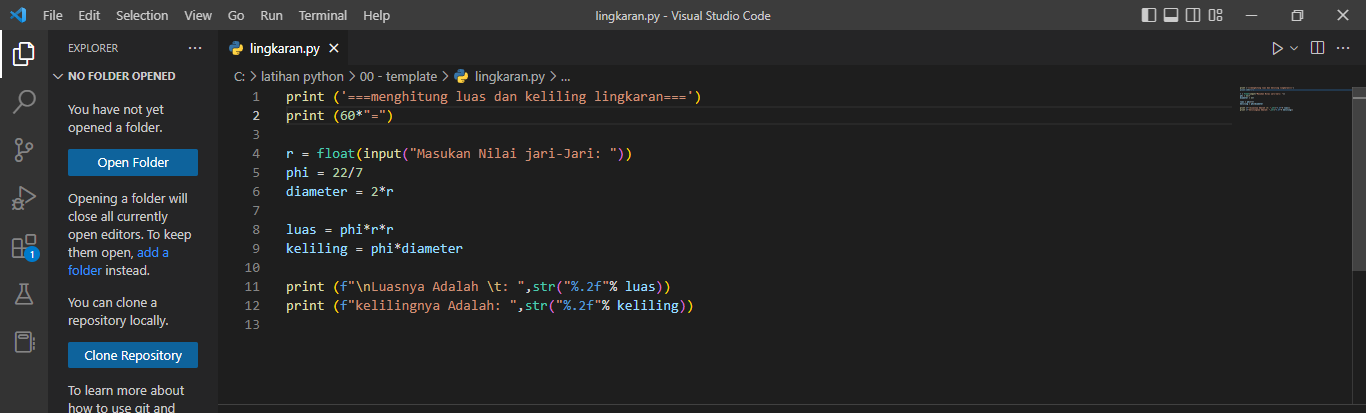 File Edit Selection View Go Run Terminal Help lingkaran.py - Visual Studio Code
EXPLORER ...
NO FOLDER OPENED
You have not yet
opened a folder.
Open Folder
Opening a folder will
close all currently
open editors. To keep
them open, add a
folder instead.
1
You can clone a
repository locally.
Clone Repository
To learn more about
how to use git and
lingkaran.py
C: > latihan python > 00 - template > lingkaran.py > ...
1 print ('===menghitung luas dan keliling lingkaran===')
2 print (60*"=")
3
4 r = float(input("Masukan Nilai jari-Jari: "))
5 phi = 22/7
6 diameter = 2*r
7
8 luas = phi*r*r
9 keliling = phi*diameter
10
11 print (f"\nLuasnya Adalah \t: ",str("%.2f"% luas))
12 print (f"kelilingnya Adalah: ",str("%.2f"% keliling))
13